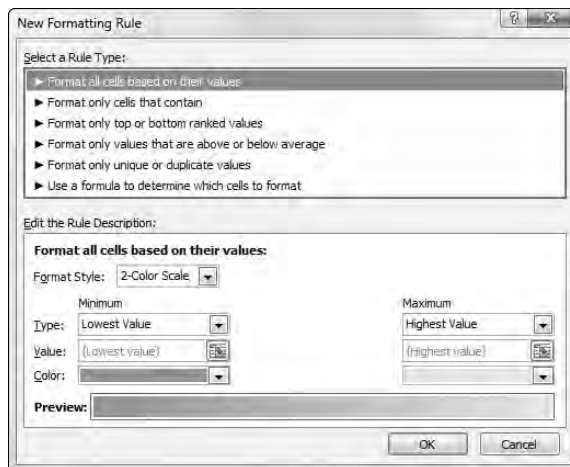 New Formatting Rule
Select a Rule Type:
► Format all cells based on their values
► Format only cells that contain
► Format only top or bottom ranked values
► Format only values that are above or below average
► Format only unique or duplicate values
► Use a formula to determine which cells to format
Edit the Rule Description:
Format all cells based on their values:
Format Style: 2-Color Scale
Minimum Maximum
Type: Lowest Value Highest Value
Value: (Lowest value) (Highest value)
Color:
Preview:
OK Cancel